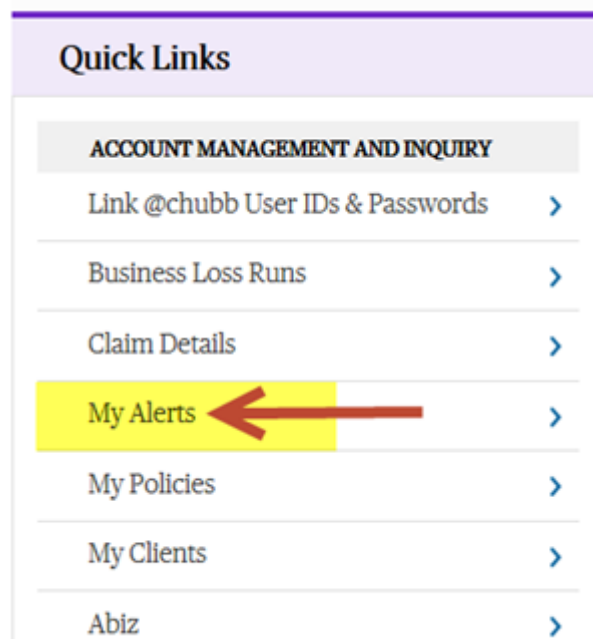 Quick Links
ACCOUNT MANAGEMENT AND INQUIRY
Link @chubb User IDs & Passwords
Business Loss Runs
Claim Details
My Alerts
My Policies
My Clients
Abiz